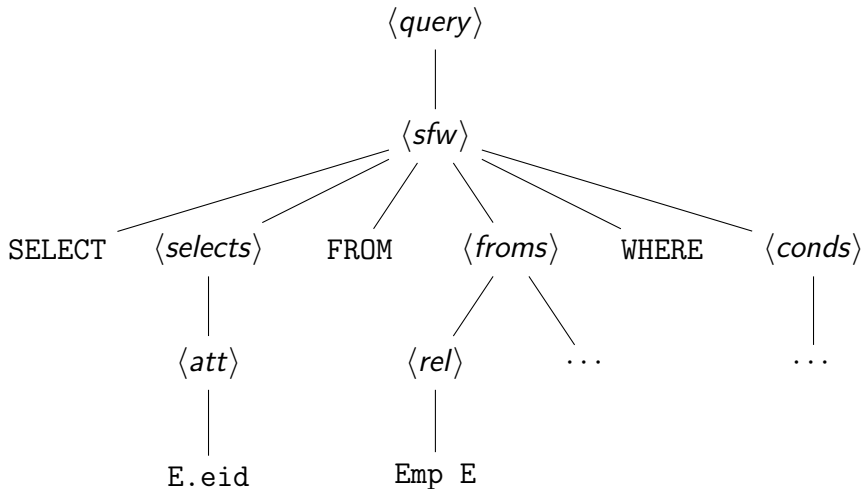 ⟨query⟩
⟨sfw⟩
SELECT ⟨selects⟩ FROM ⟨froms⟩ WHERE ⟨conds⟩
⟨att⟩ ⟨rel⟩ ··· ···
E.eid Emp E